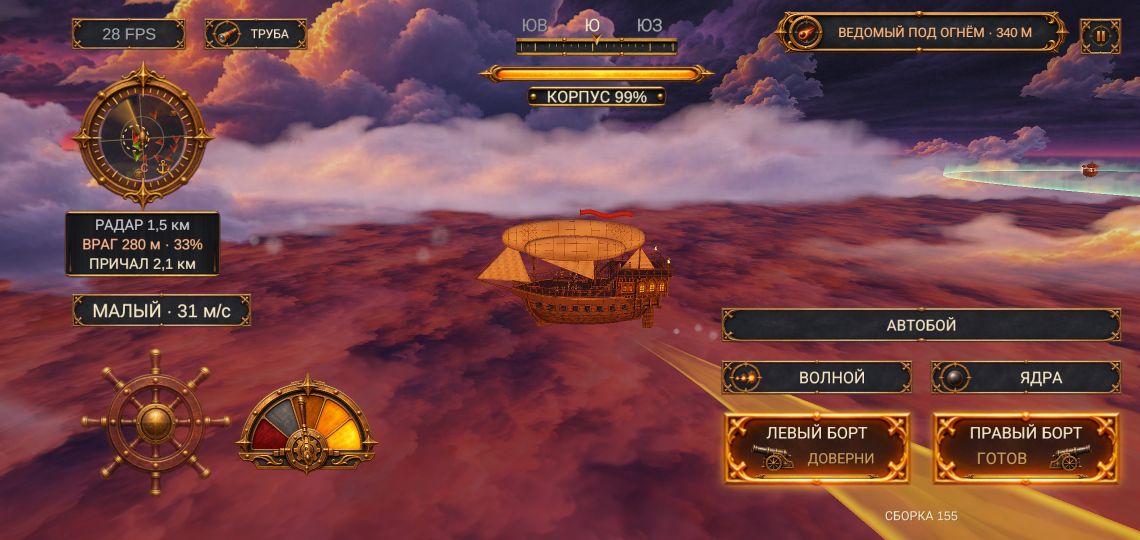 28 FPS
ТРУБА
ЮВ Ю ЮЗ
ВЕДОМЫЙ ПОД ОГНЁМ · 340 М
КОРПУС 99%
РАДАР 1,5 км
ВРАГ 280 м · 33%
ПРИЧАЛ 2,1 км
МАЛЫЙ · 31 м/с
АВТОБОЙ
ВОЛНОЙ
ЯДРА
ЛЕВЫЙ БОРТ
ДОВЕРНИ
ПРАВЫЙ БОРТ
ГОТОВ
СБОРКА 155